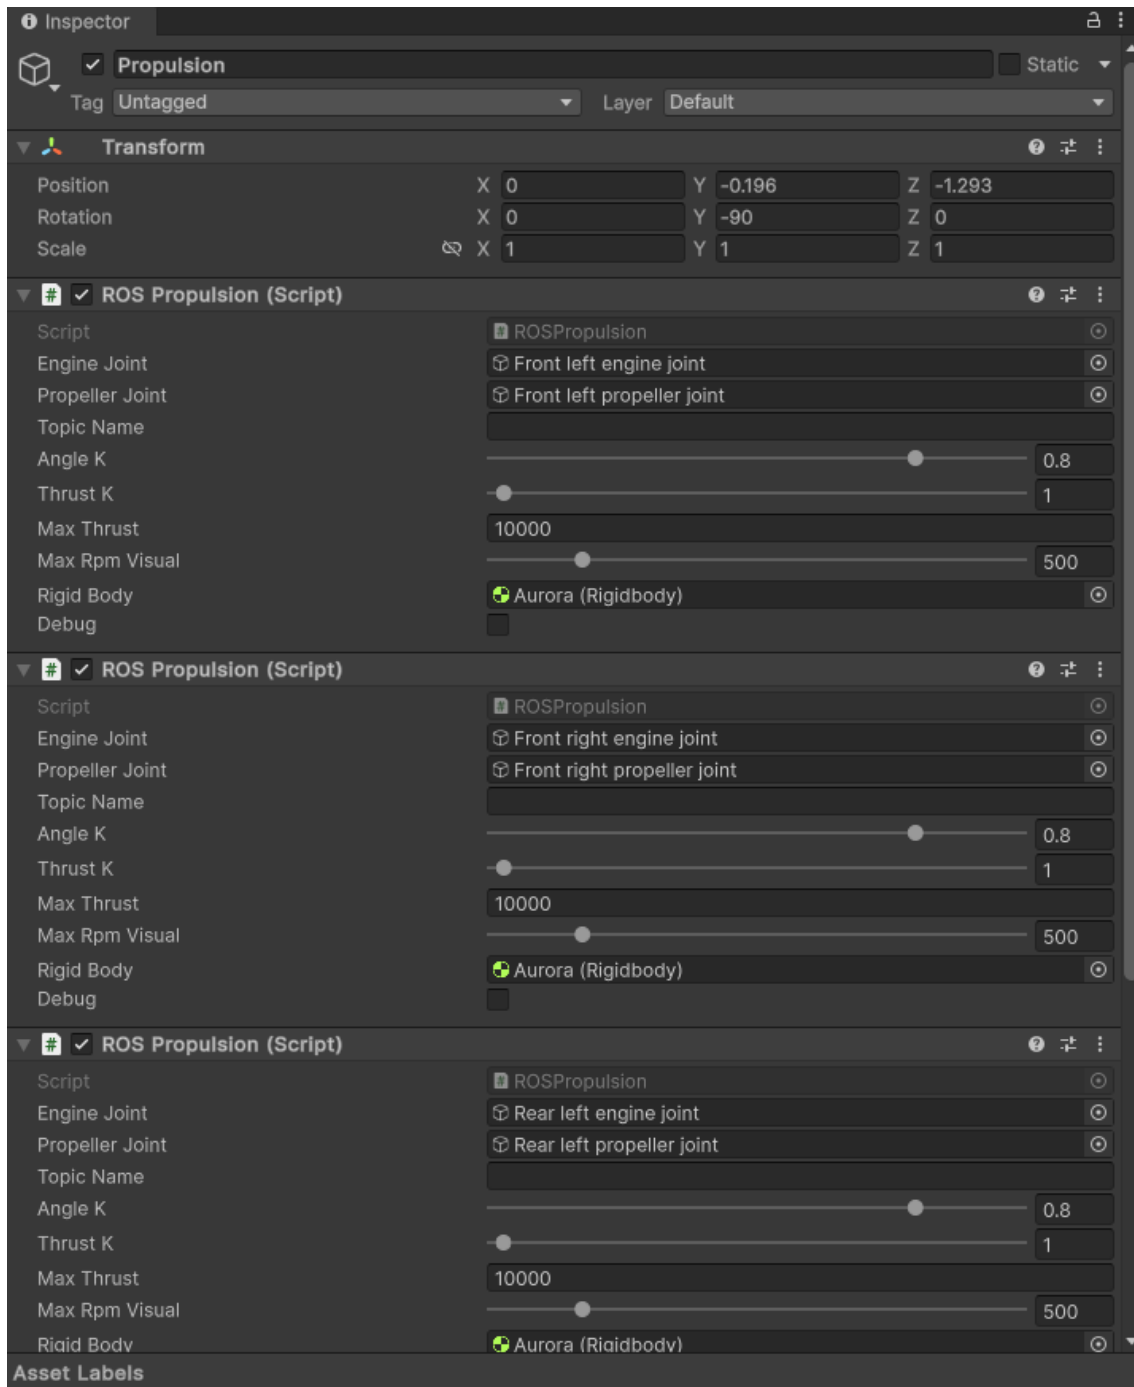 Inspector
Propulsion Static
Tag Untagged Layer Default
Transform
Position X 0 Y -0.196 Z -1.293
Rotation X 0 Y -90 Z 0
Scale X 1 Y 1 Z 1
# ROS Propulsion (Script)
Script # ROSPropulsion
Engine Joint Front left engine joint
Propeller Joint Front left propeller joint
Topic Name
Angle K 0.8
Thrust K 1
Max Thrust 10000
Max Rpm Visual 500
Rigid Body Aurora (Rigidbody)
Debug
# ROS Propulsion (Script)
Script # ROSPropulsion
Engine Joint Front right engine joint
Propeller Joint Front right propeller joint
Topic Name
Angle K 0.8
Thrust K 1
Max Thrust 10000
Max Rpm Visual 500
Rigid Body Aurora (Rigidbody)
Debug
# ROS Propulsion (Script)
Script # ROSPropulsion
Engine Joint Rear left engine joint
Propeller Joint Rear left propeller joint
Topic Name
Angle K 0.8
Thrust K 1
Max Thrust 10000
Max Rpm Visual 500
Rigid Body Aurora (Rigidbody)
Asset Labels